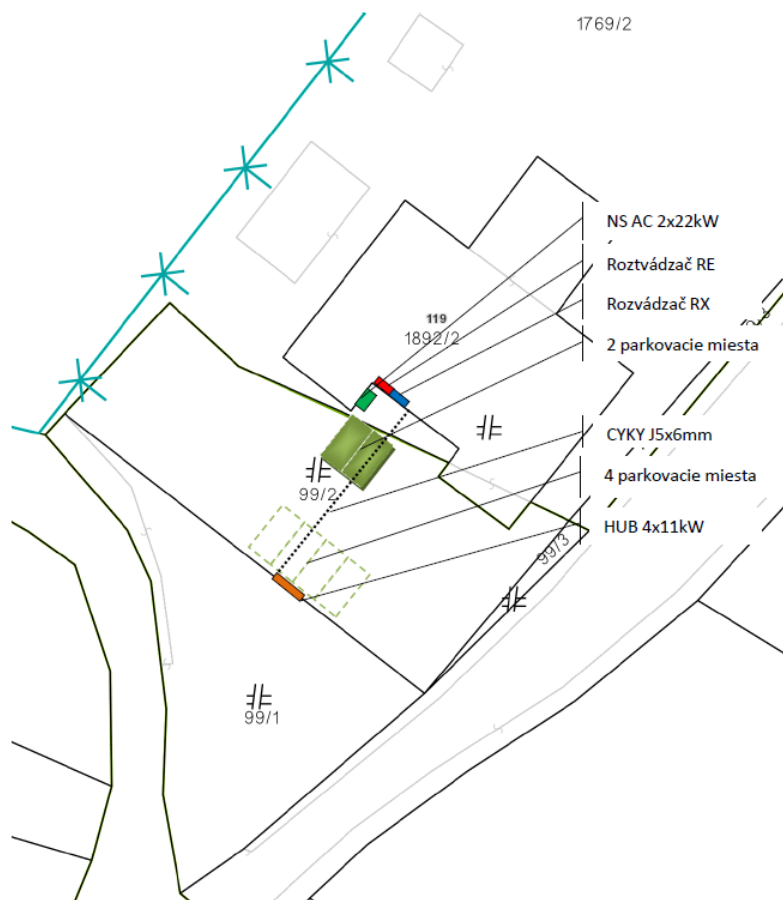 1769/2
NS AC 2x22kW
Roztvádzač RE
Rozvádzač RX
119
1892/2
2 parkovacie miesta
CYKY J5x6mm
4 parkovacie miesta
99/2
HUB 4x11kW
99/3
99/1